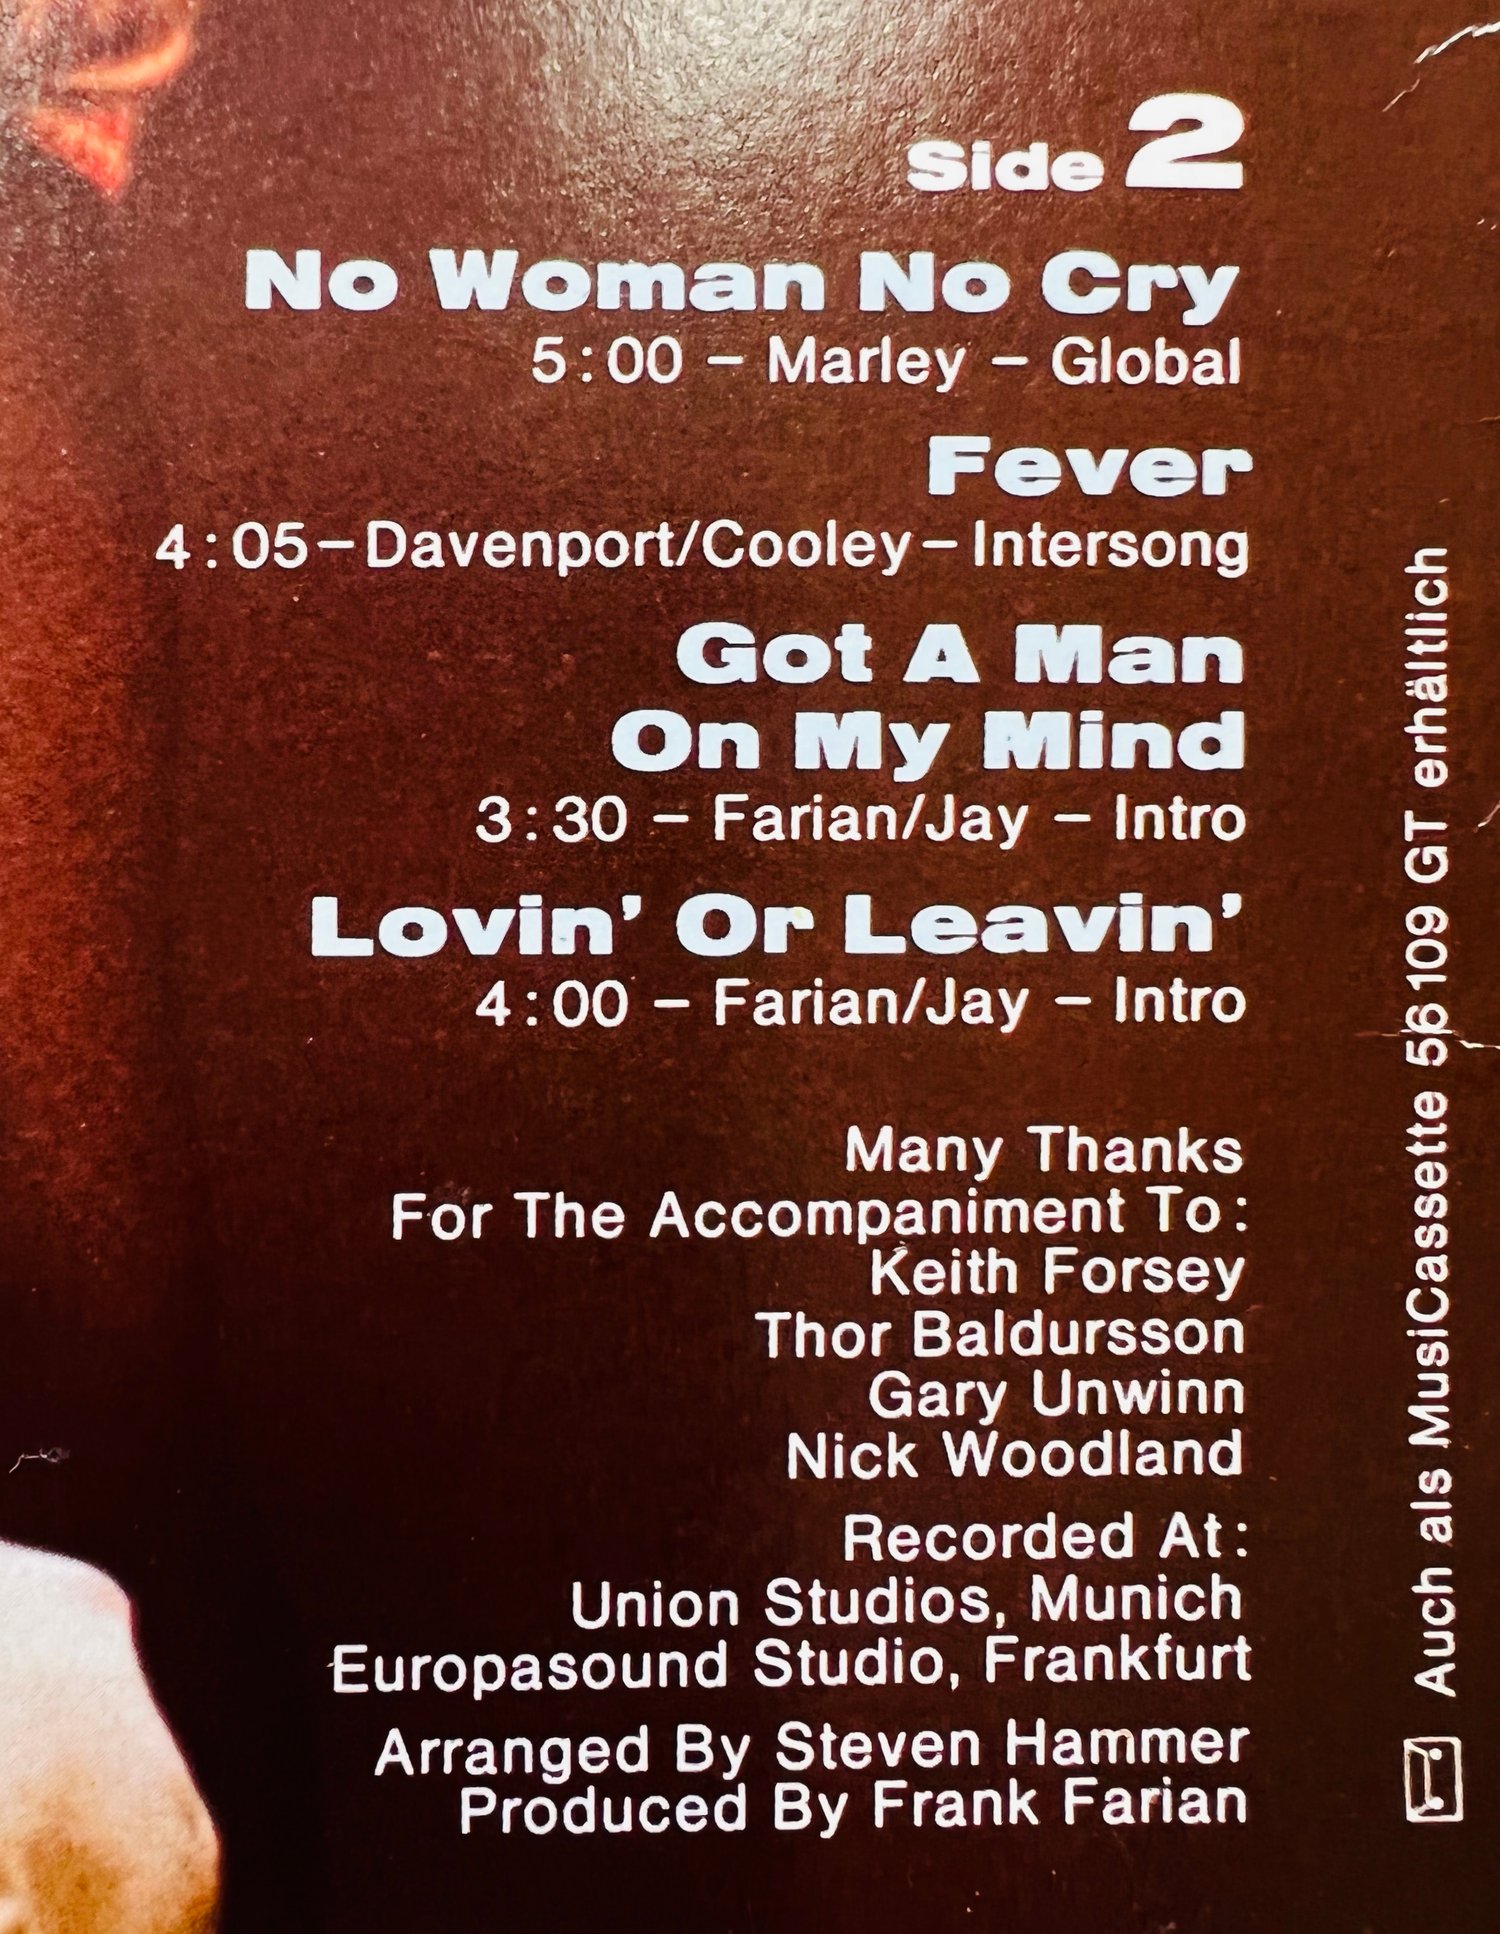 Side 2
No Woman No Cry
5:00 – Marley – Global
Fever
4:05–Davenport/Cooley–Intersong
Got A Man
On My Mind
3:30 – Farian/Jay – Intro
Lovin' Or Leavin'
4:00 – Farian/Jay – Intro
Many Thanks
For The Accompaniment To:
Keith Forsey
Thor Baldursson
Gary Unwinn
Nick Woodland
Recorded At:
Union Studios, Munich
Europasound Studio, Frankfurt
Arranged By Steven Hammer
Produced By Frank Farian
Auch als MusiCassette 56 109 GT erhältlich